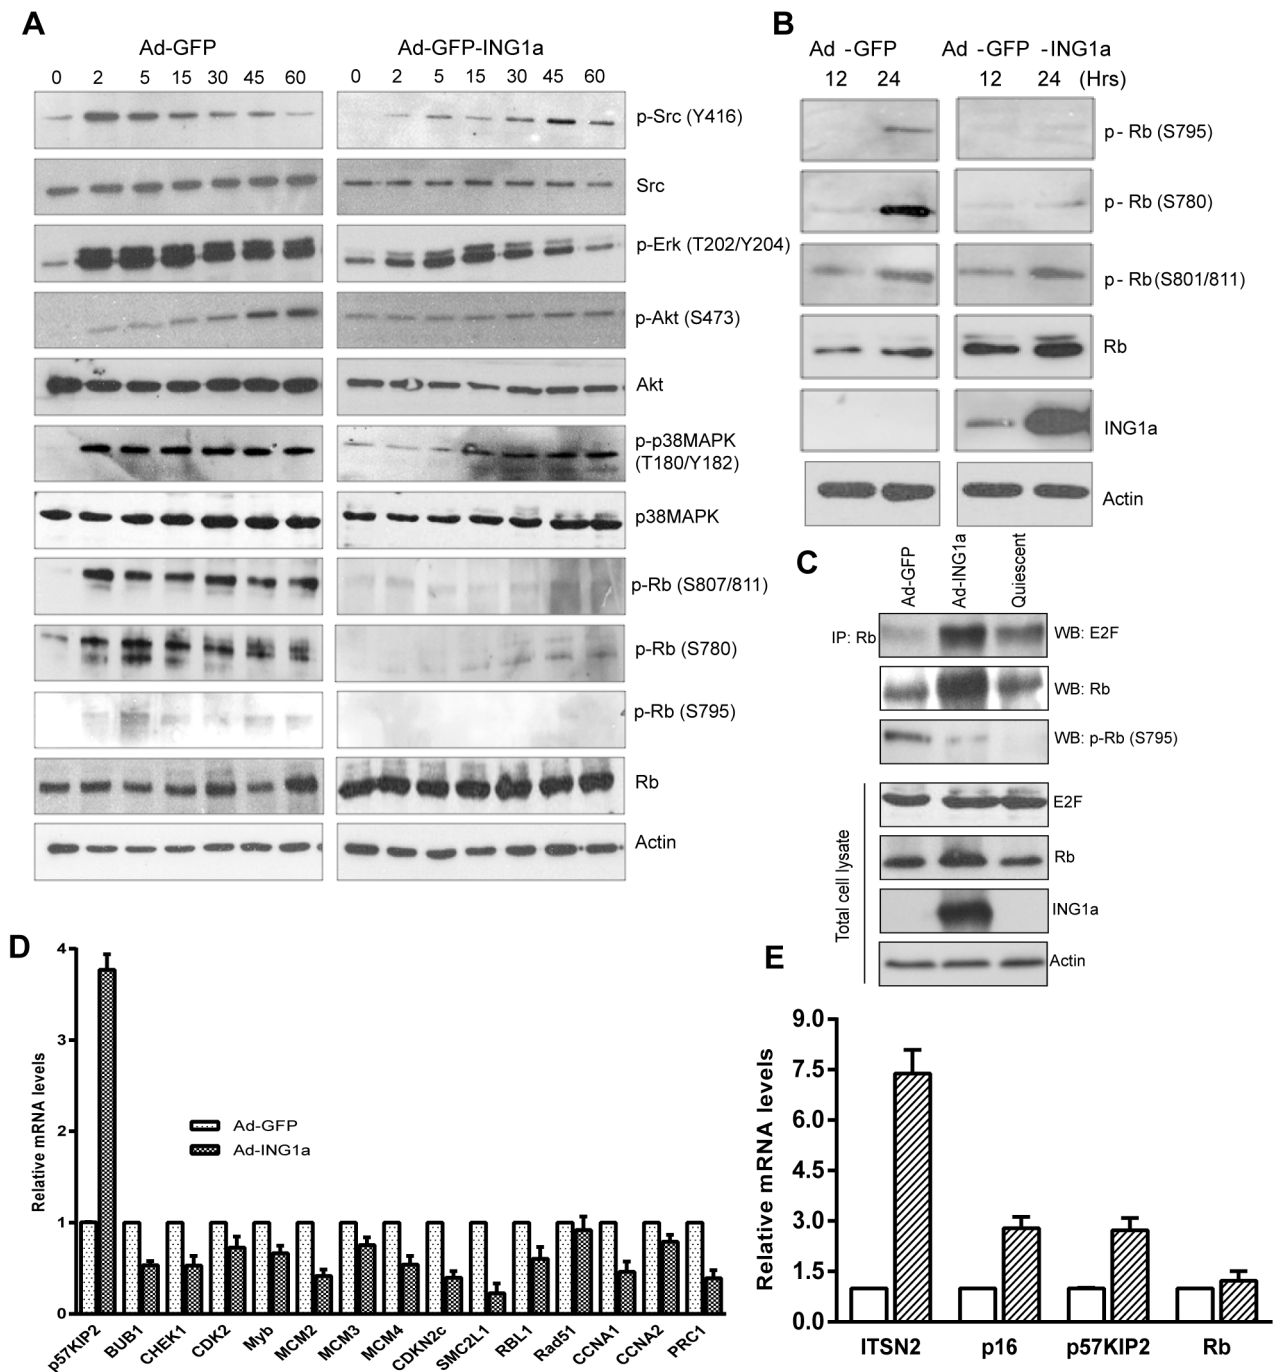 A
Ad-GFP
Ad-GFP-ING1a
0 2 5 15 30 45 60
0 2 5 15 30 45 60
p-Src (Y416)
Src
p-Erk (T202/Y204)
p-Akt (S473)
Akt
p-p38MAPK
(T180/Y182)
p38MAPK
p-Rb (S807/811)
p-Rb (S780)
p-Rb (S795)
Rb
Actin
B
Ad -GFP
Ad -GFP -ING1a
12 24
12 24 (Hrs)
p- Rb (S795)
p- Rb (S780)
p- Rb (S801/811)
Rb
ING1a
Actin
C
Ad-GFP
Ad-ING1a
Quiescent
IP: Rb
WB: E2F
WB: Rb
WB: p-Rb (S795)
Total cell lysate
E2F
Rb
ING1a
Actin
D
Relative mRNA levels
4
3
2
1
0
Ad-GFP
Ad-ING1a
p57KIP2
BUB1
CHEK1
CDK2
Myb
MCM2
MCM3
MCM4
CDKN2c
SMC2L1
RBL1
Rad51
CCNA1
CCNA2
PRC1
E
Relative mRNA levels
9.0
7.5
6.0
4.5
3.0
1.5
0.0
ITSN2 p16 p57KIP2 Rb